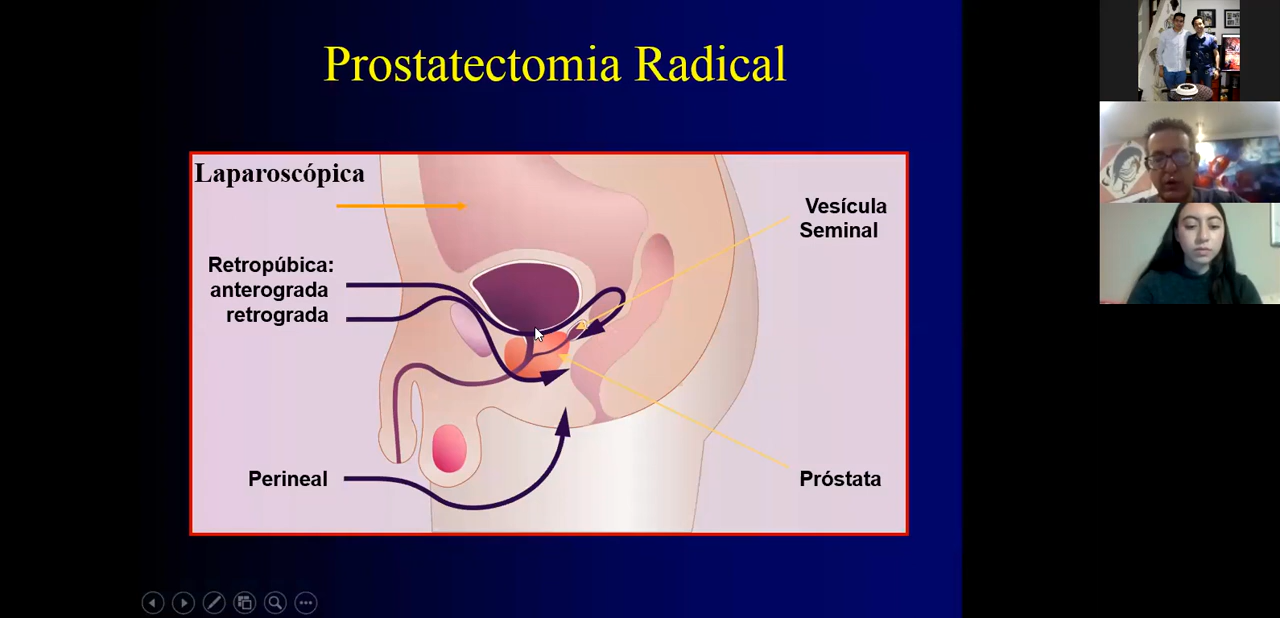 Prostatectomia Radical
Laparoscópica
Vesícula
Seminal
Retropúbica:
anterograda
retrograda
Perineal
Próstata